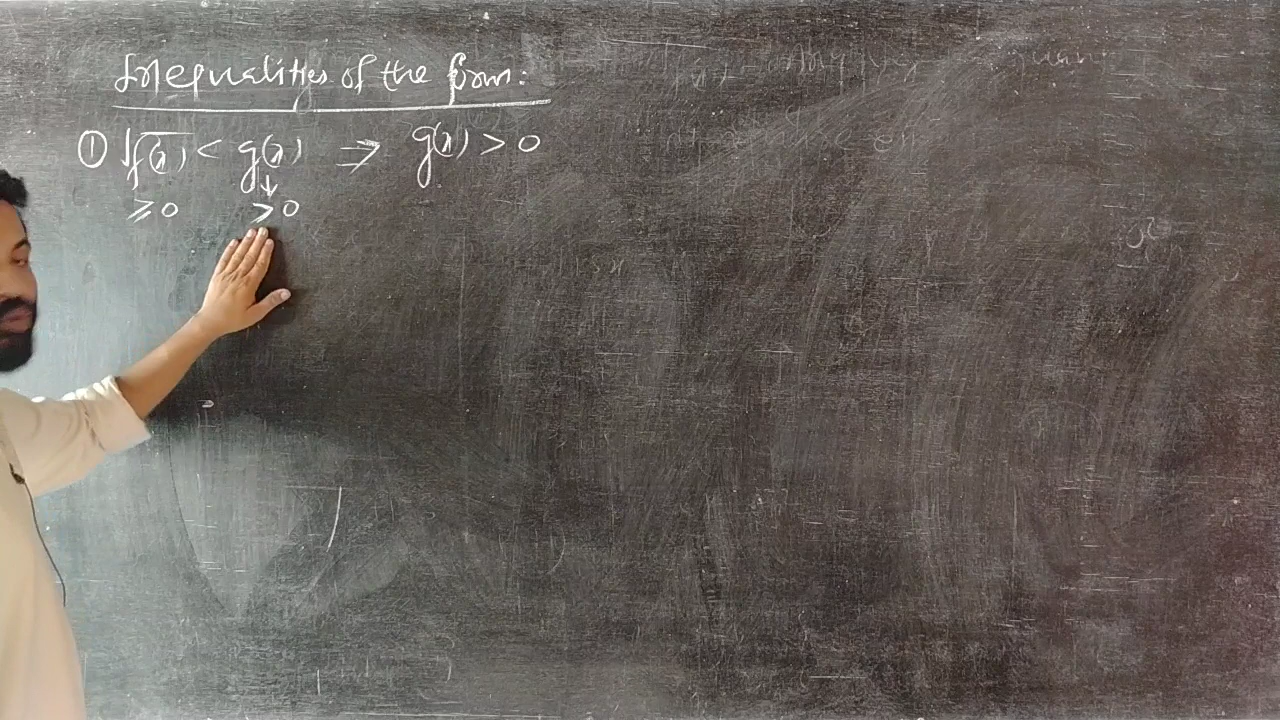 Inequalities of the form:
① √f(x) < g(x) ⇒ g(x) > 0
↓
≥0 >0